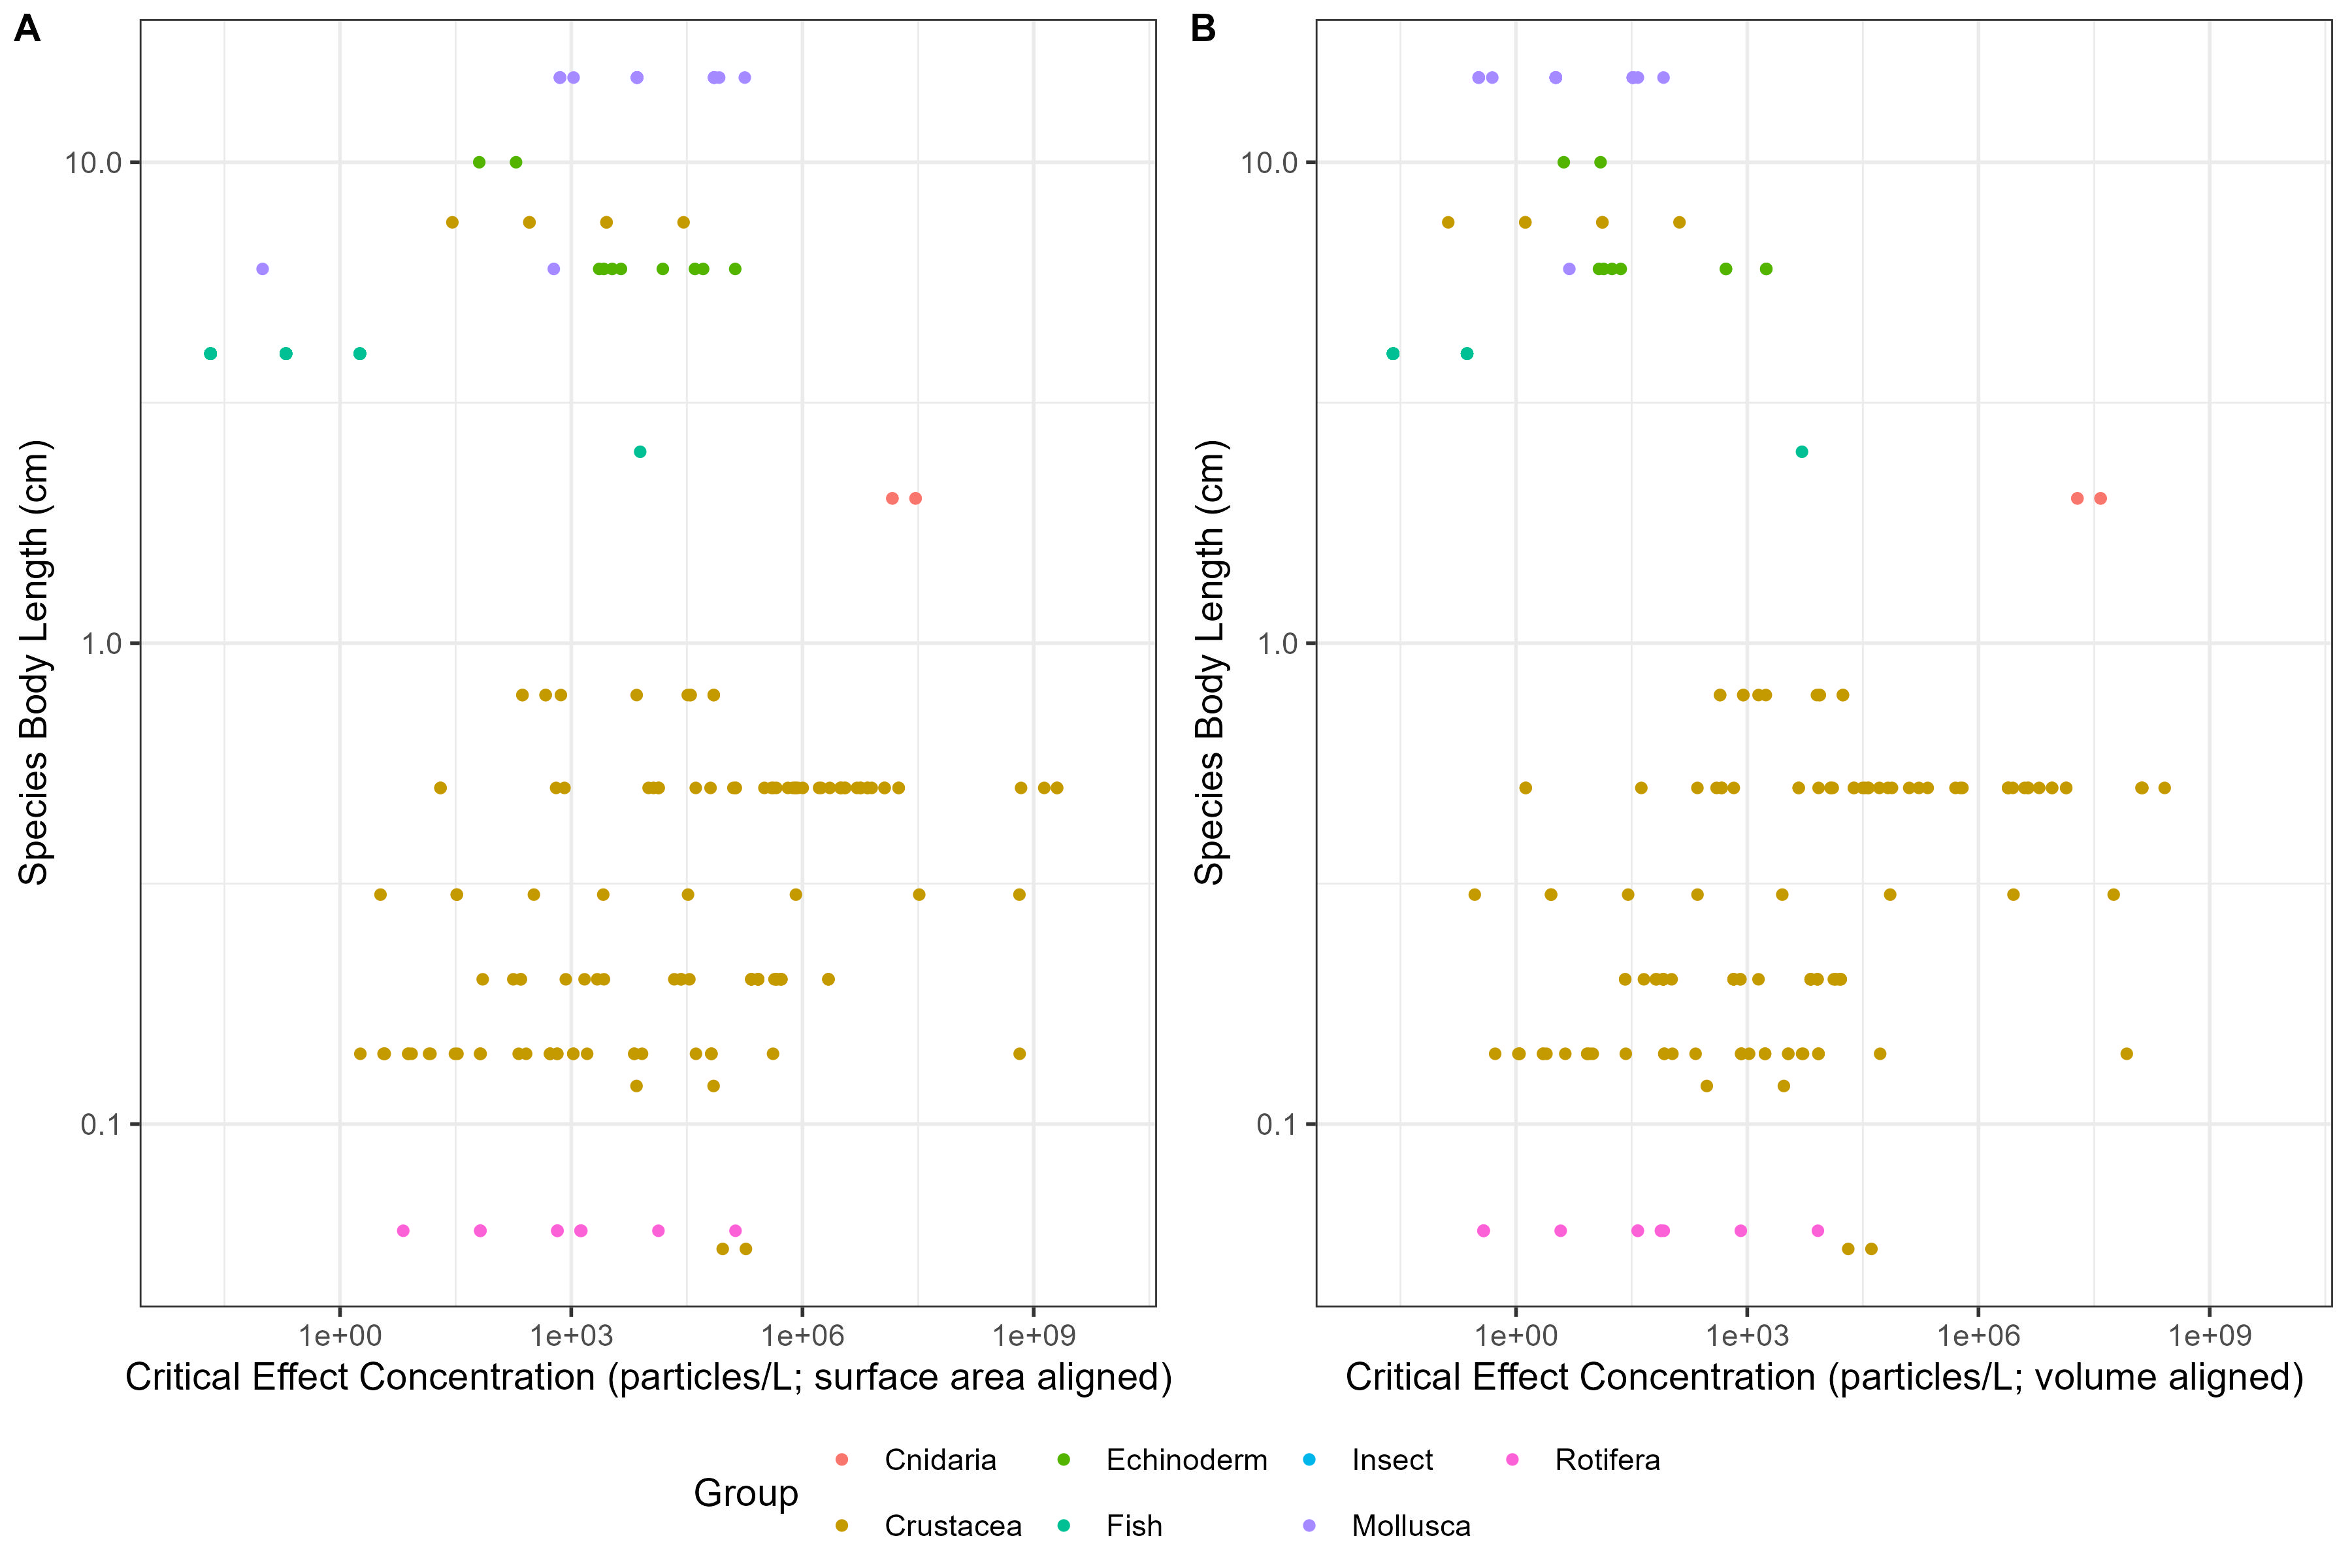 A
B
10.0
1.0
0.1
Species Body Length (cm)
1e+00 1e+03 1e+06 1e+09
Critical Effect Concentration (particles/L; surface area aligned)
10.0
1.0
0.1
Species Body Length (cm)
1e+00 1e+03 1e+06 1e+09
Critical Effect Concentration (particles/L; volume aligned)
Group
Cnidaria Echinoderm Insect Rotifera
Crustacea Fish Mollusca